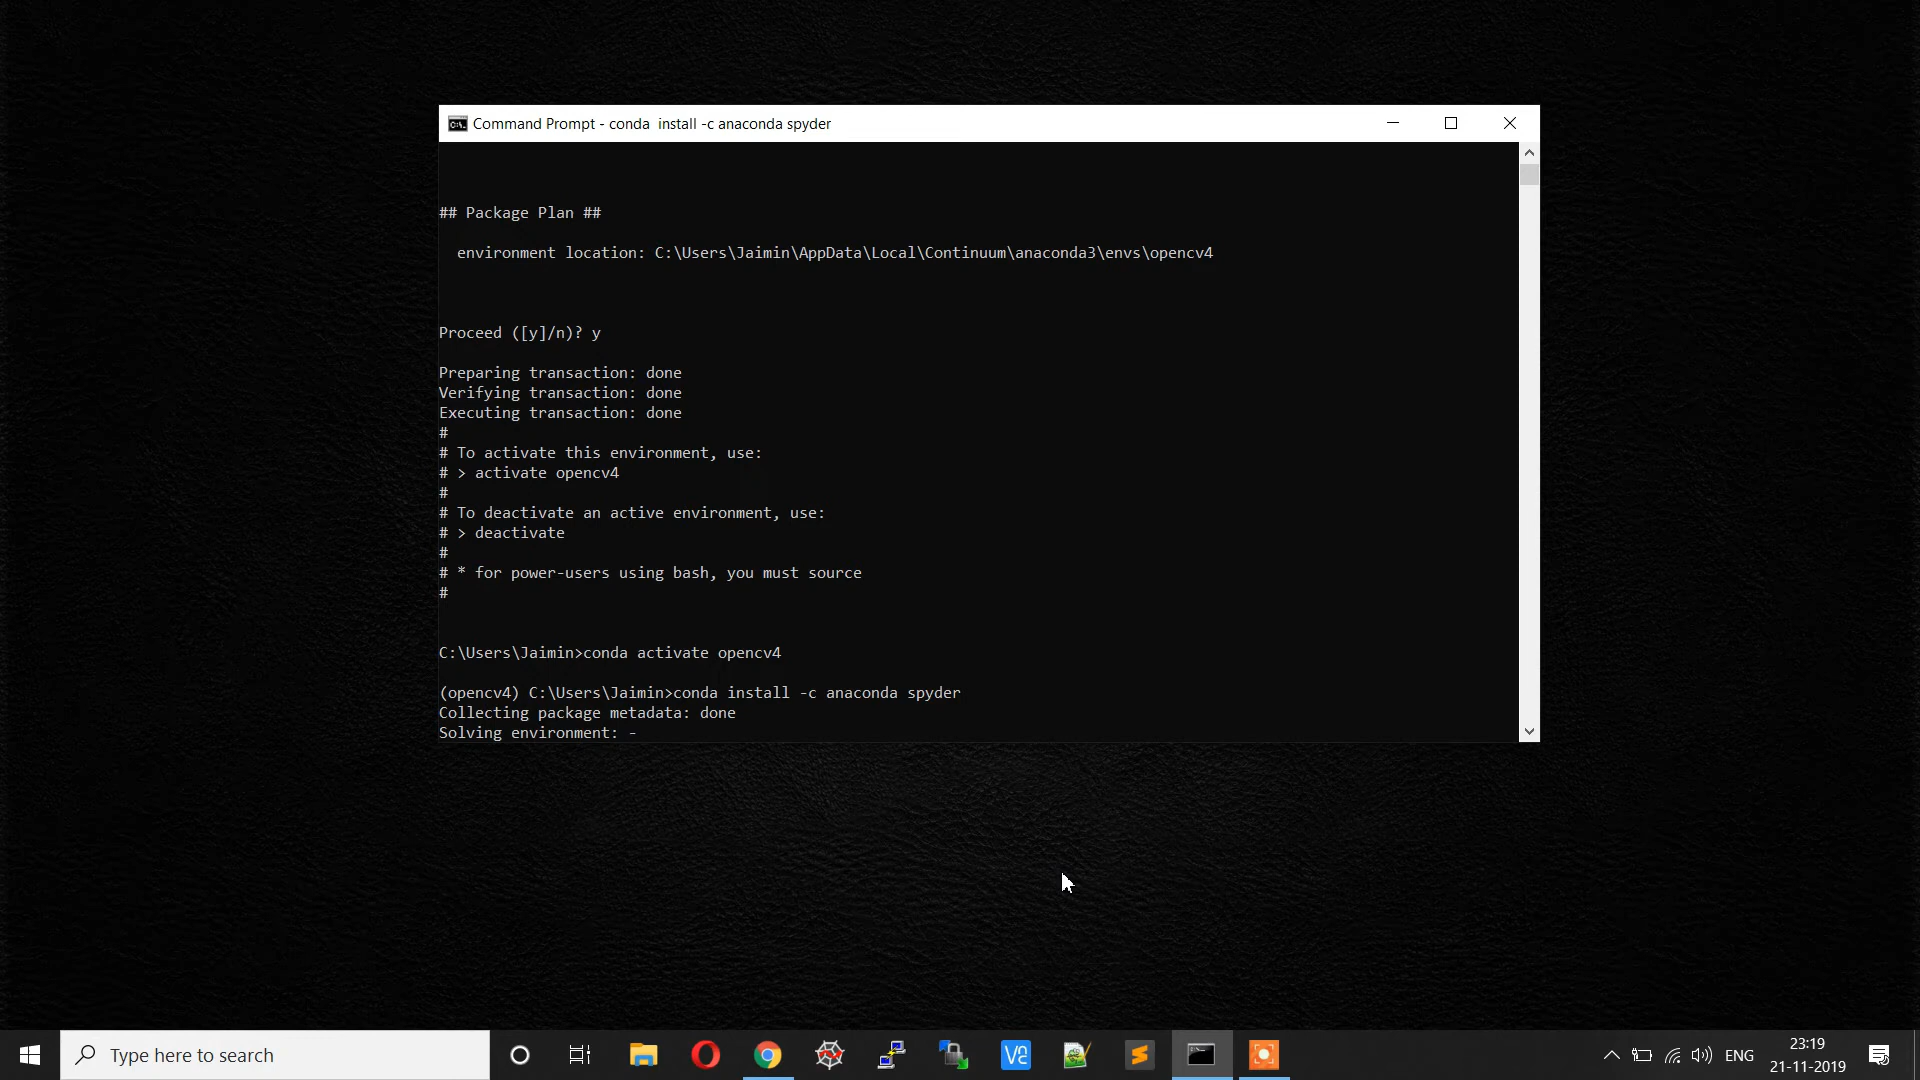 Command Prompt - conda  install -c anaconda spyder
## Package Plan ##
environment location: C:\Users\Jaimin\AppData\Local\Continuum\anaconda3\envs\opencv4
Proceed ([y]/n)? y
Preparing transaction: done
Verifying transaction: done
Executing transaction: done
#
# To activate this environment, use:
# > activate opencv4
#
# To deactivate an active environment, use:
# > deactivate
#
# * for power-users using bash, you must source
#
C:\Users\Jaimin>conda activate opencv4
(opencv4) C:\Users\Jaimin>conda install -c anaconda spyder
Collecting package metadata: done
Solving environment: -
Type here to search
ENG
23:19
21-11-2019